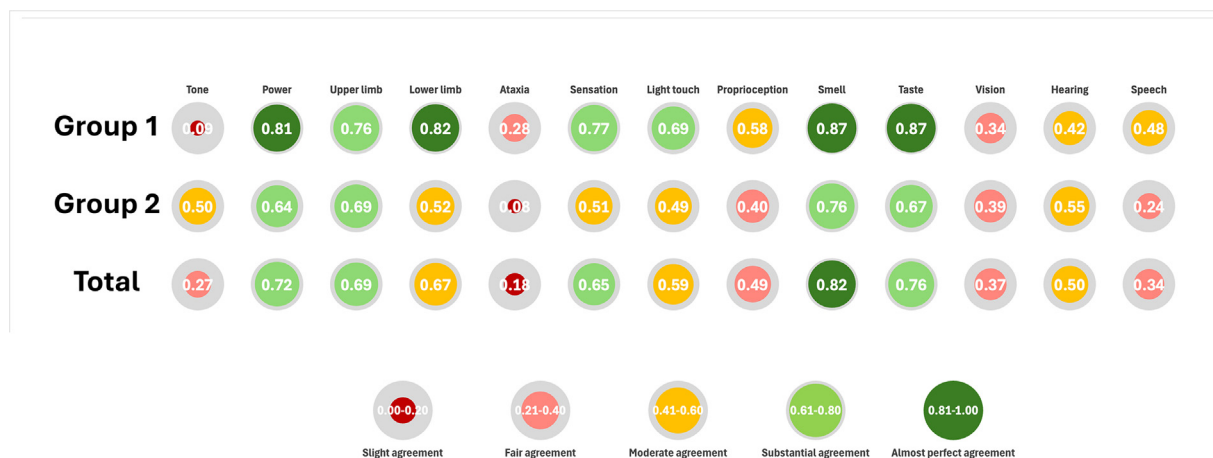 Tone Power Upper limb Lower limb Ataxia Sensation Light touch Proprioception Smell Taste Vision Hearing Speech
Group 1 0.09 0.81 0.76 0.82 0.28 0.77 0.69 0.58 0.87 0.87 0.34 0.42 0.48
Group 2 0.50 0.64 0.69 0.52 0.08 0.51 0.49 0.40 0.76 0.67 0.39 0.55 0.24
Total 0.27 0.72 0.69 0.67 0.18 0.65 0.59 0.49 0.82 0.76 0.37 0.50 0.34
0.00-0.20 0.21-0.40 0.41-0.60 0.61-0.80 0.81-1.00
Slight agreement Fair agreement Moderate agreement Substantial agreement Almost perfect agreement